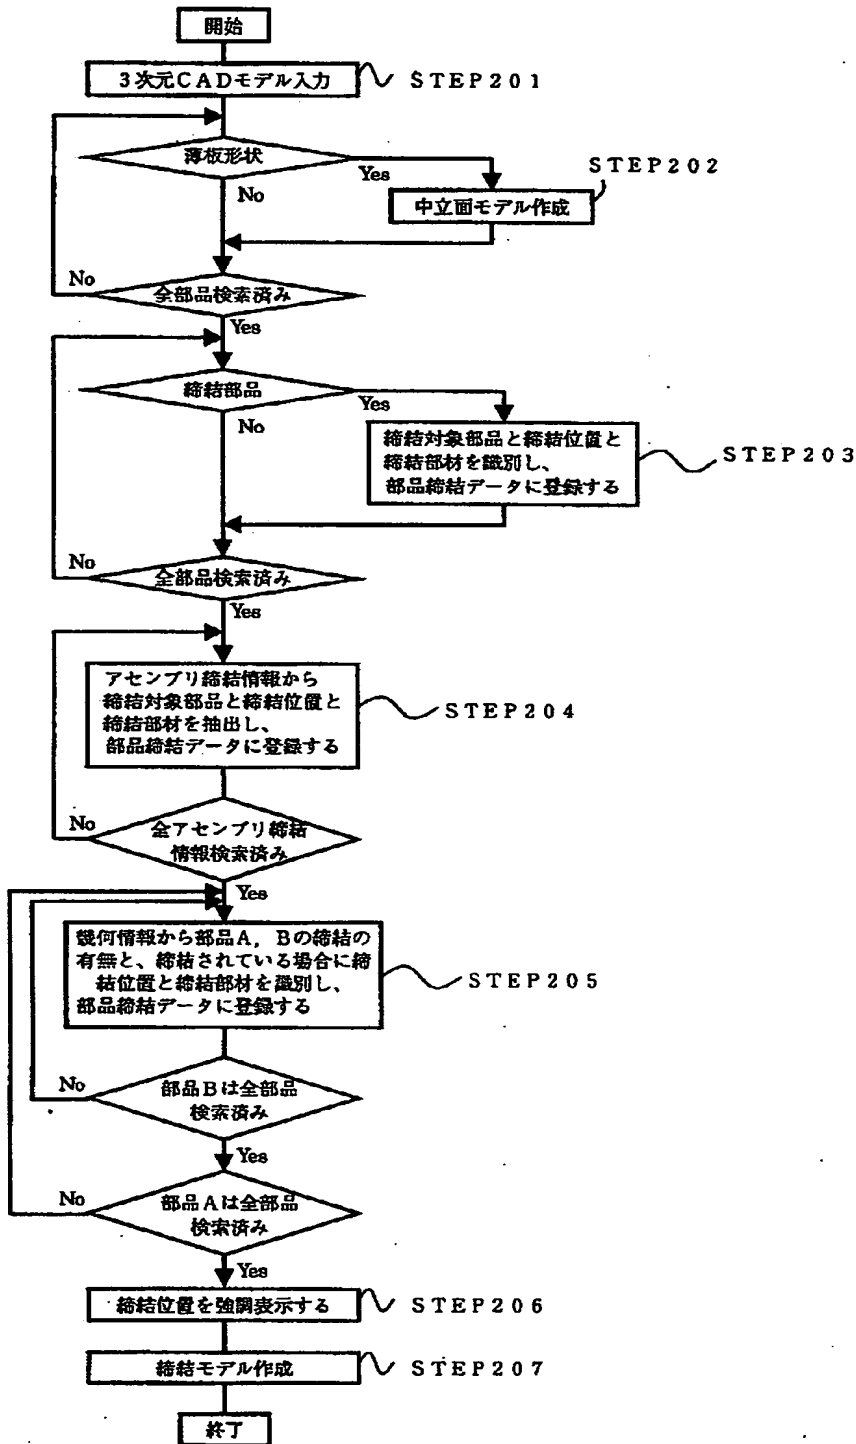 開始
3次元CADモデル入力
STEP201
薄板形状
Yes
No
STEP202
中立面モデル作成
No
全部品検索済み
Yes
締結部品
Yes
No
締結対象部品と締結位置と
締結部材を識別し、
部品締結データに登録する
STEP203
No
全部品検索済み
Yes
アセンブリ締結情報から
締結対象部品と締結位置と
締結部材を抽出し、
部品締結データに登録する
STEP204
No
全アセンブリ締結
情報検索済み
Yes
幾何情報から部品A，Bの締結の
有無と、締結されている場合に締
結位置と締結部材を識別し、
部品締結データに登録する
STEP205
No
部品Bは全部品
検索済み
Yes
No
部品Aは全部品
検索済み
Yes
締結位置を強調表示する
STEP206
締結モデル作成
STEP207
終了